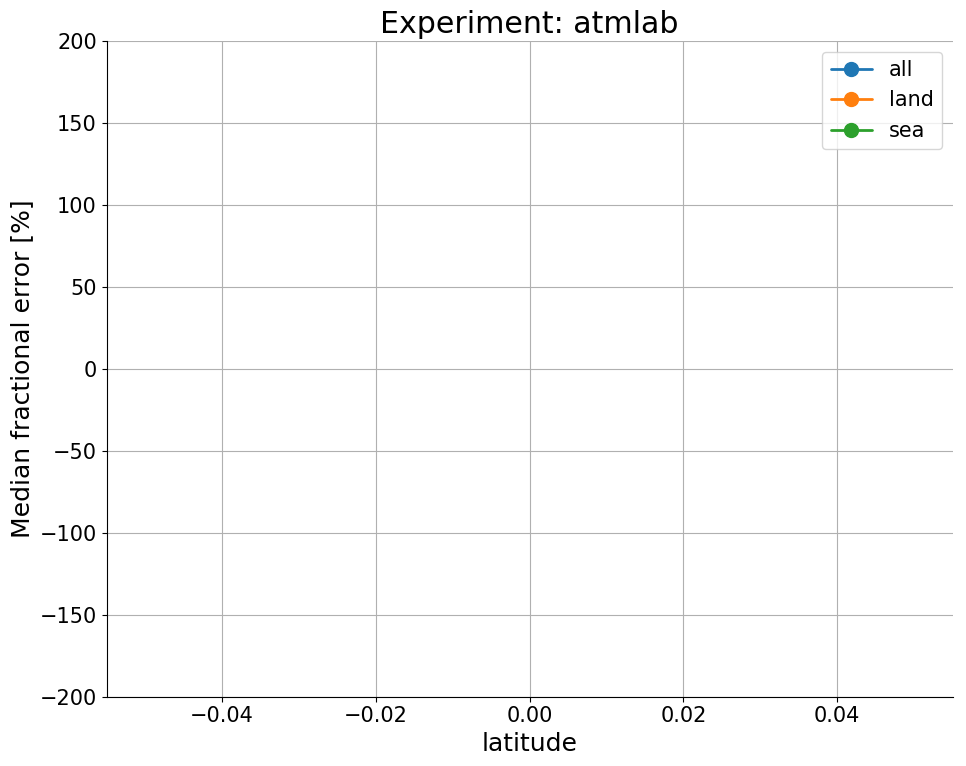 Experiment: atmlab
200
150
100
50
0
−50
−100
−150
−200
Median fractional error [%]
all
land
sea
−0.04
−0.02
0.00
0.02
0.04
latitude